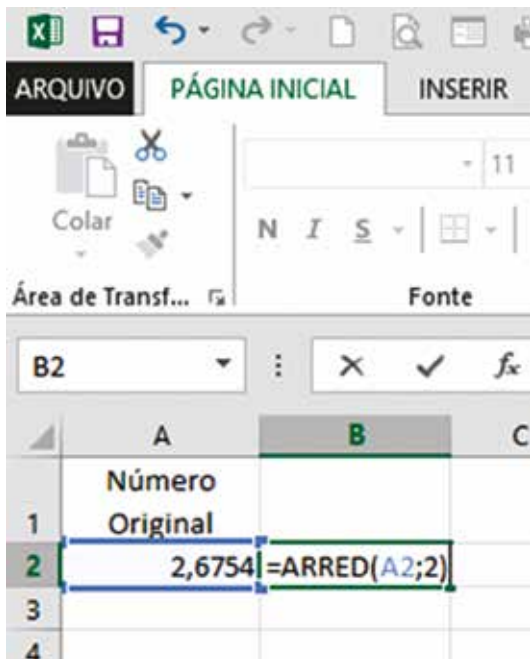 ARQUIVO PÁGINA INICIAL INSERIR
11
Colar
N I S
Área de Transf... Fonte
B2 fx
A B C
1 Número Original
2 2,6754 =ARRED(A2;2)
3
4